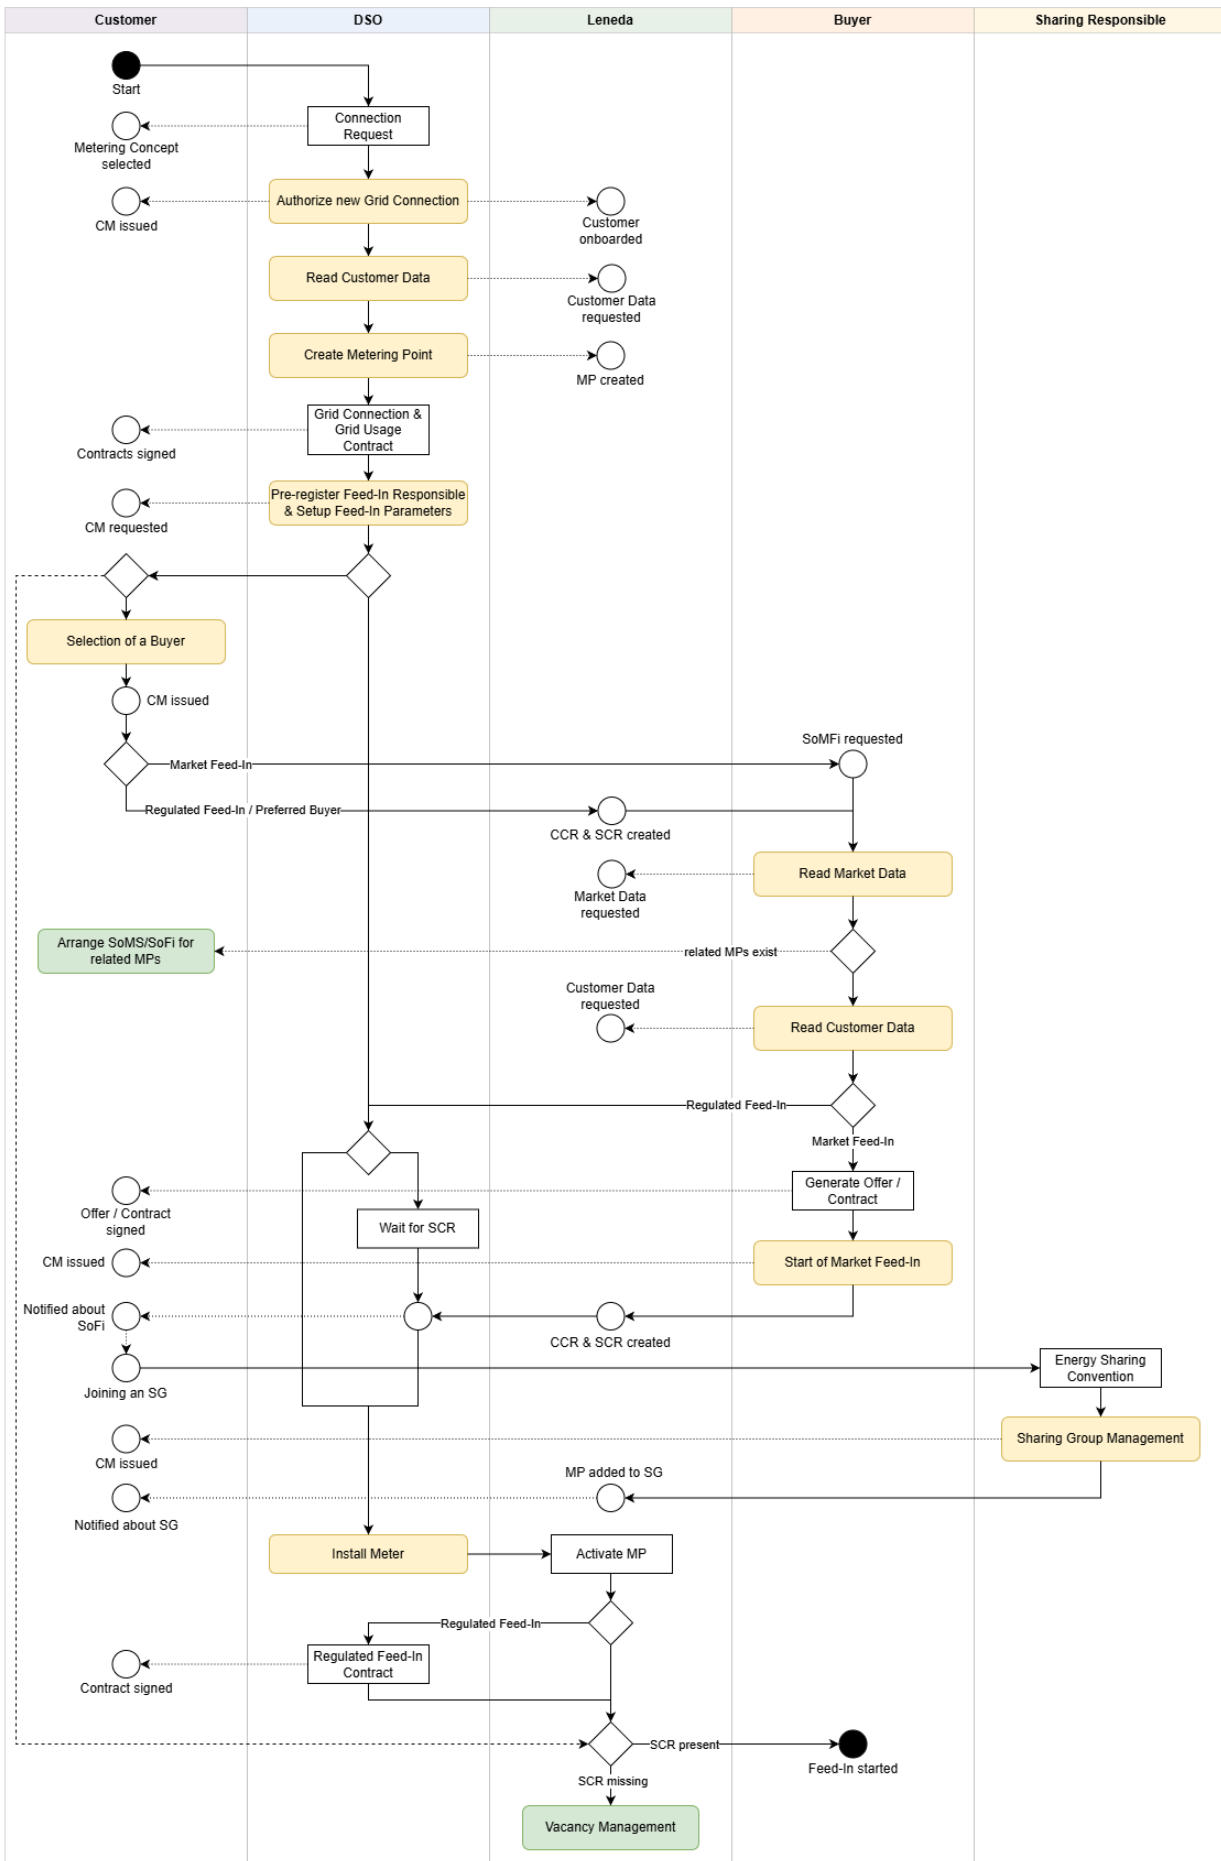 Customer
DSO
Leneda
Buyer
Sharing Responsible
Start
Connection
Request
Metering Concept
selected
Authorize new Grid Connection
CM issued
Customer
onboarded
Read Customer Data
Customer Data
requested
Create Metering Point
MP created
Grid Connection &
Grid Usage
Contract
Contracts signed
Pre-register Feed-In Responsible
& Setup Feed-In Parameters
CM requested
Selection of a Buyer
CM issued
SoMFi requested
Market Feed-In
Regulated Feed-In / Preferred Buyer
CCR & SCR created
Read Market Data
Market Data
requested
Arrange SoMS/SoFi for
related MPs
related MPs exist
Customer Data
requested
Read Customer Data
Regulated Feed-In
Market Feed-In
Generate Offer /
Contract
Offer / Contract
signed
Wait for SCR
CM issued
Start of Market Feed-In
Notified about
SoFi
CCR & SCR created
Energy Sharing
Convention
Joining an SG
Sharing Group Management
CM issued
MP added to SG
Notified about SG
Install Meter
Activate MP
Regulated Feed-In
Regulated Feed-In
Contract
Contract signed
SCR present
Feed-In started
SCR missing
Vacancy Management